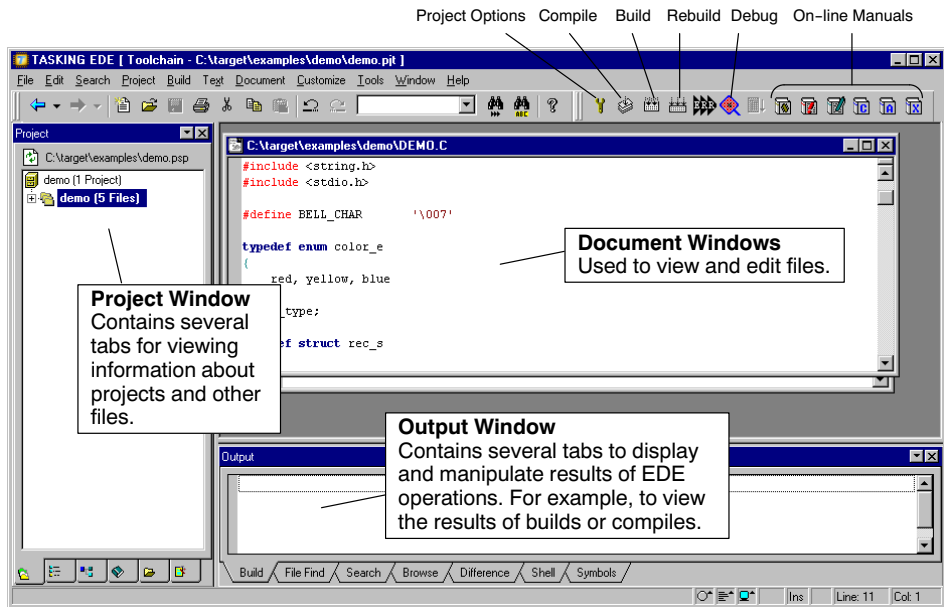 Project Options Compile Build Rebuild Debug On-line Manuals
TASKING EDE [ Toolchain - C:\target\examples\demo\demo.pjt ]
File Edit Search Project Build Text Document Customize Tools Window Help
Project
C:\target\examples\demo.psp
demo (1 Project)
demo (5 Files)
C:\target\examples\demo\DEMO.C
#include <string.h>
#include <stdio.h>
#define BELL_CHAR '\007'
typedef enum color_e
{
red, yellow, blue
_type;
ef struct rec_s
Document Windows
Used to view and edit files.
Project Window
Contains several
tabs for viewing
information about
projects and other
files.
Output Window
Contains several tabs to display
and manipulate results of EDE
operations. For example, to view
the results of builds or compiles.
Output
Build File Find Search Browse Difference Shell Symbols
Ins Line: 11 Col: 1